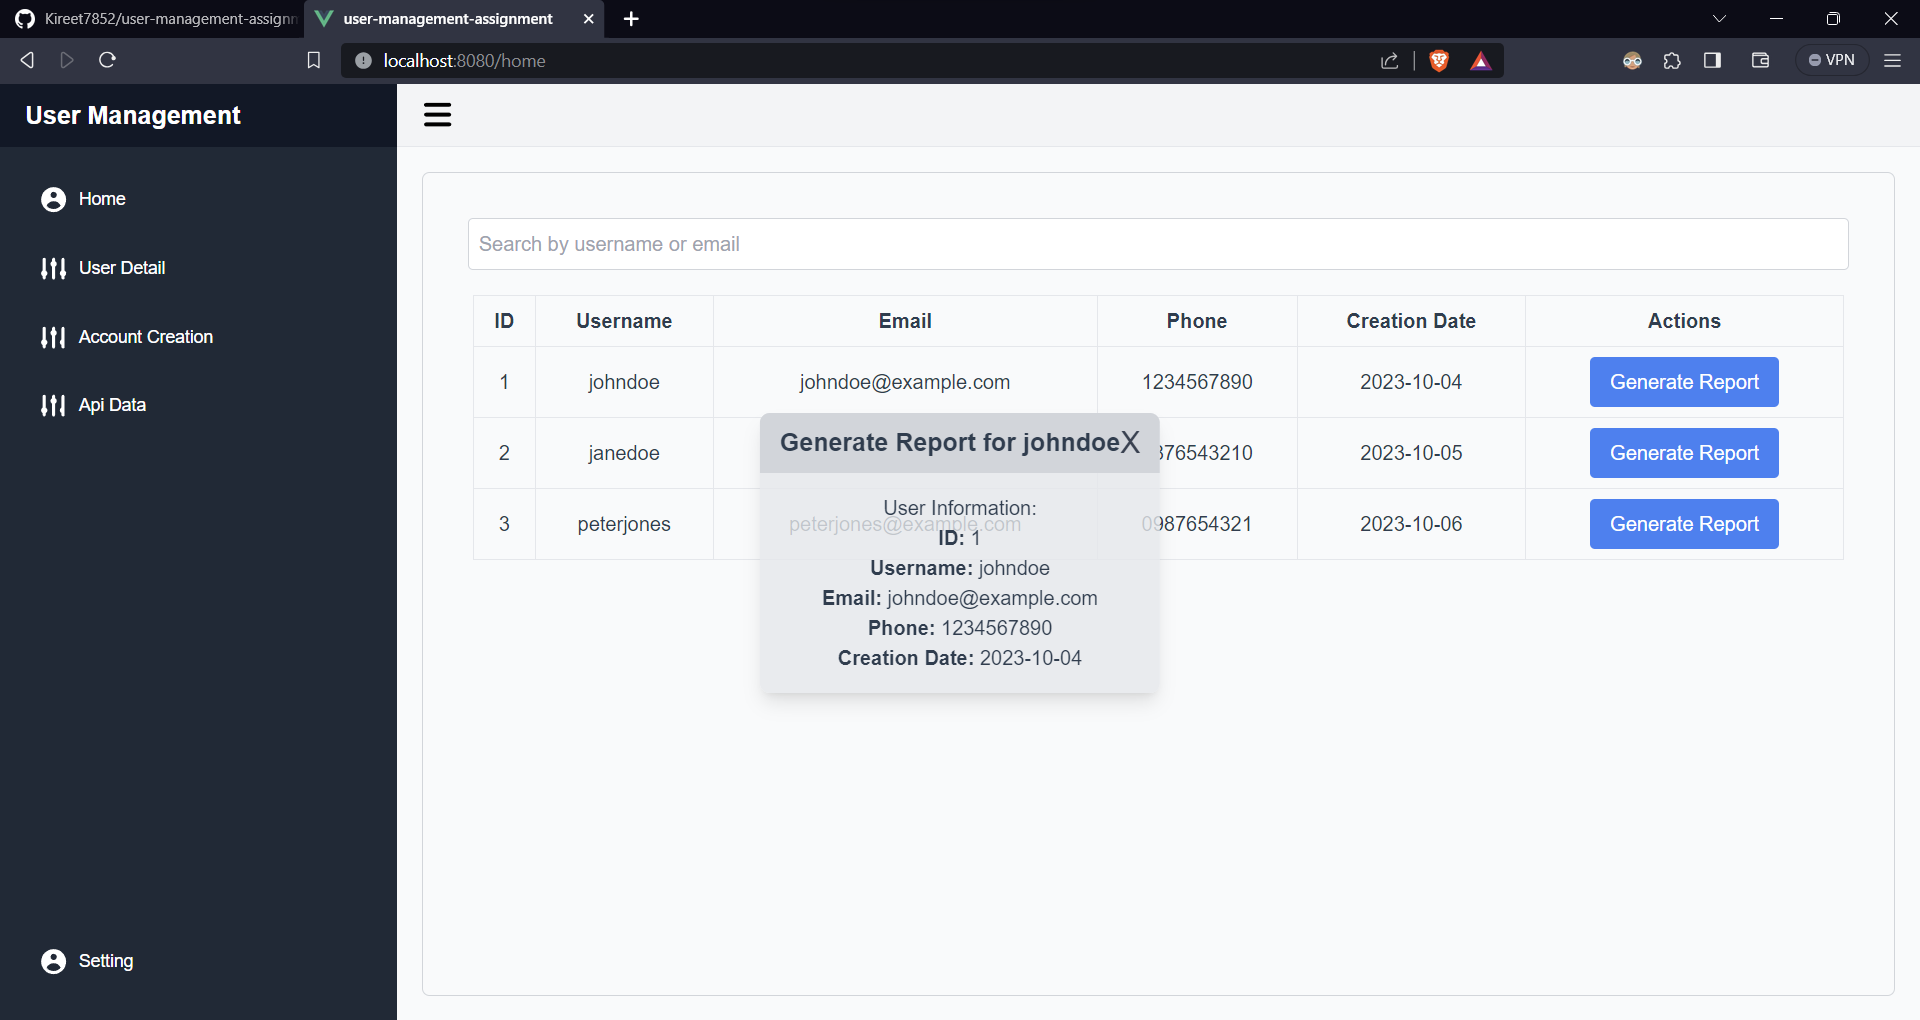 Kireet7852/user-management-assign
user-management-assignment
localhost:8080/home
VPN
User Management
Home
User Detail
Account Creation
Api Data
Setting
Search by username or email
ID Username Email Phone Creation Date Actions
1 johndoe johndoe@example.com 1234567890 2023-10-04 Generate Report
2 janedoe 876543210 2023-10-05 Generate Report
3 peterjones peterjones@example.com 0987654321 2023-10-06 Generate Report
Generate Report for johndoe X
User Information:
ID: 1
Username: johndoe
Email: johndoe@example.com
Phone: 1234567890
Creation Date: 2023-10-04